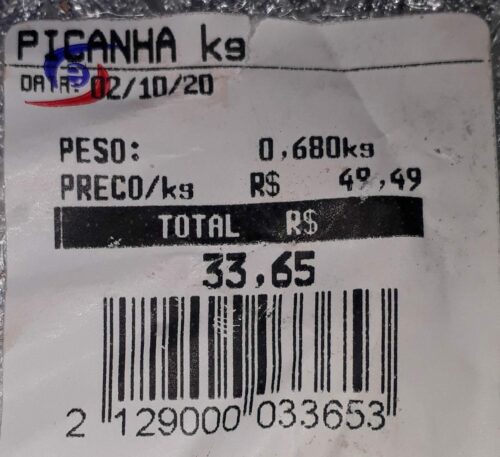 PICANHA kg
DATA: 02/10/20
PESO: 0,680kg
PRECO/kg R$ 49,49
TOTAL R$
33,65
2 129000 033653